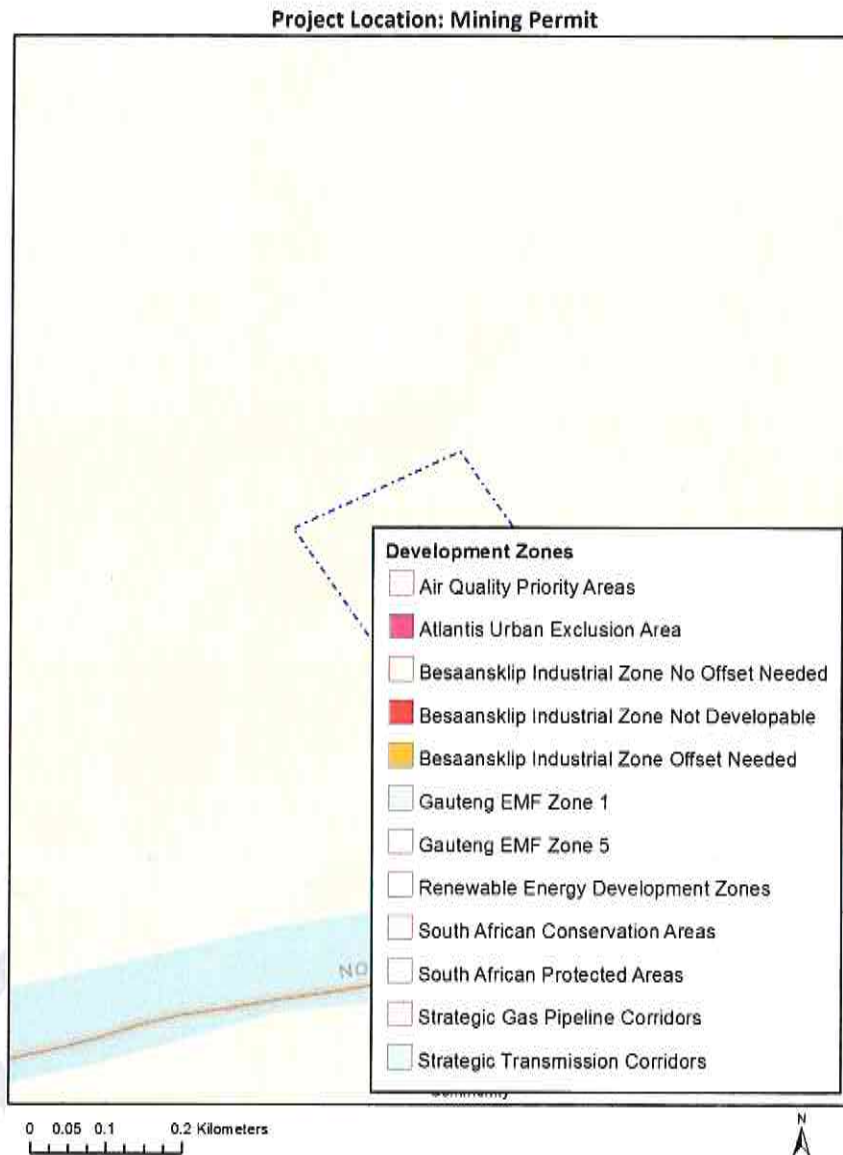 Project Location: Mining Permit
Development Zones
Air Quality Priority Areas
Atlantis Urban Exclusion Area
Besaansklip Industrial Zone No Offset Needed
Besaansklip Industrial Zone Not Developable
Besaansklip Industrial Zone Offset Needed
Gauteng EMF Zone 1
Gauteng EMF Zone 5
Renewable Energy Development Zones
South African Conservation Areas
NO
South African Protected Areas
Strategic Gas Pipeline Corridors
Strategic Transmission Corridors
0 0.05 0.1 0.2 Kilometers
N